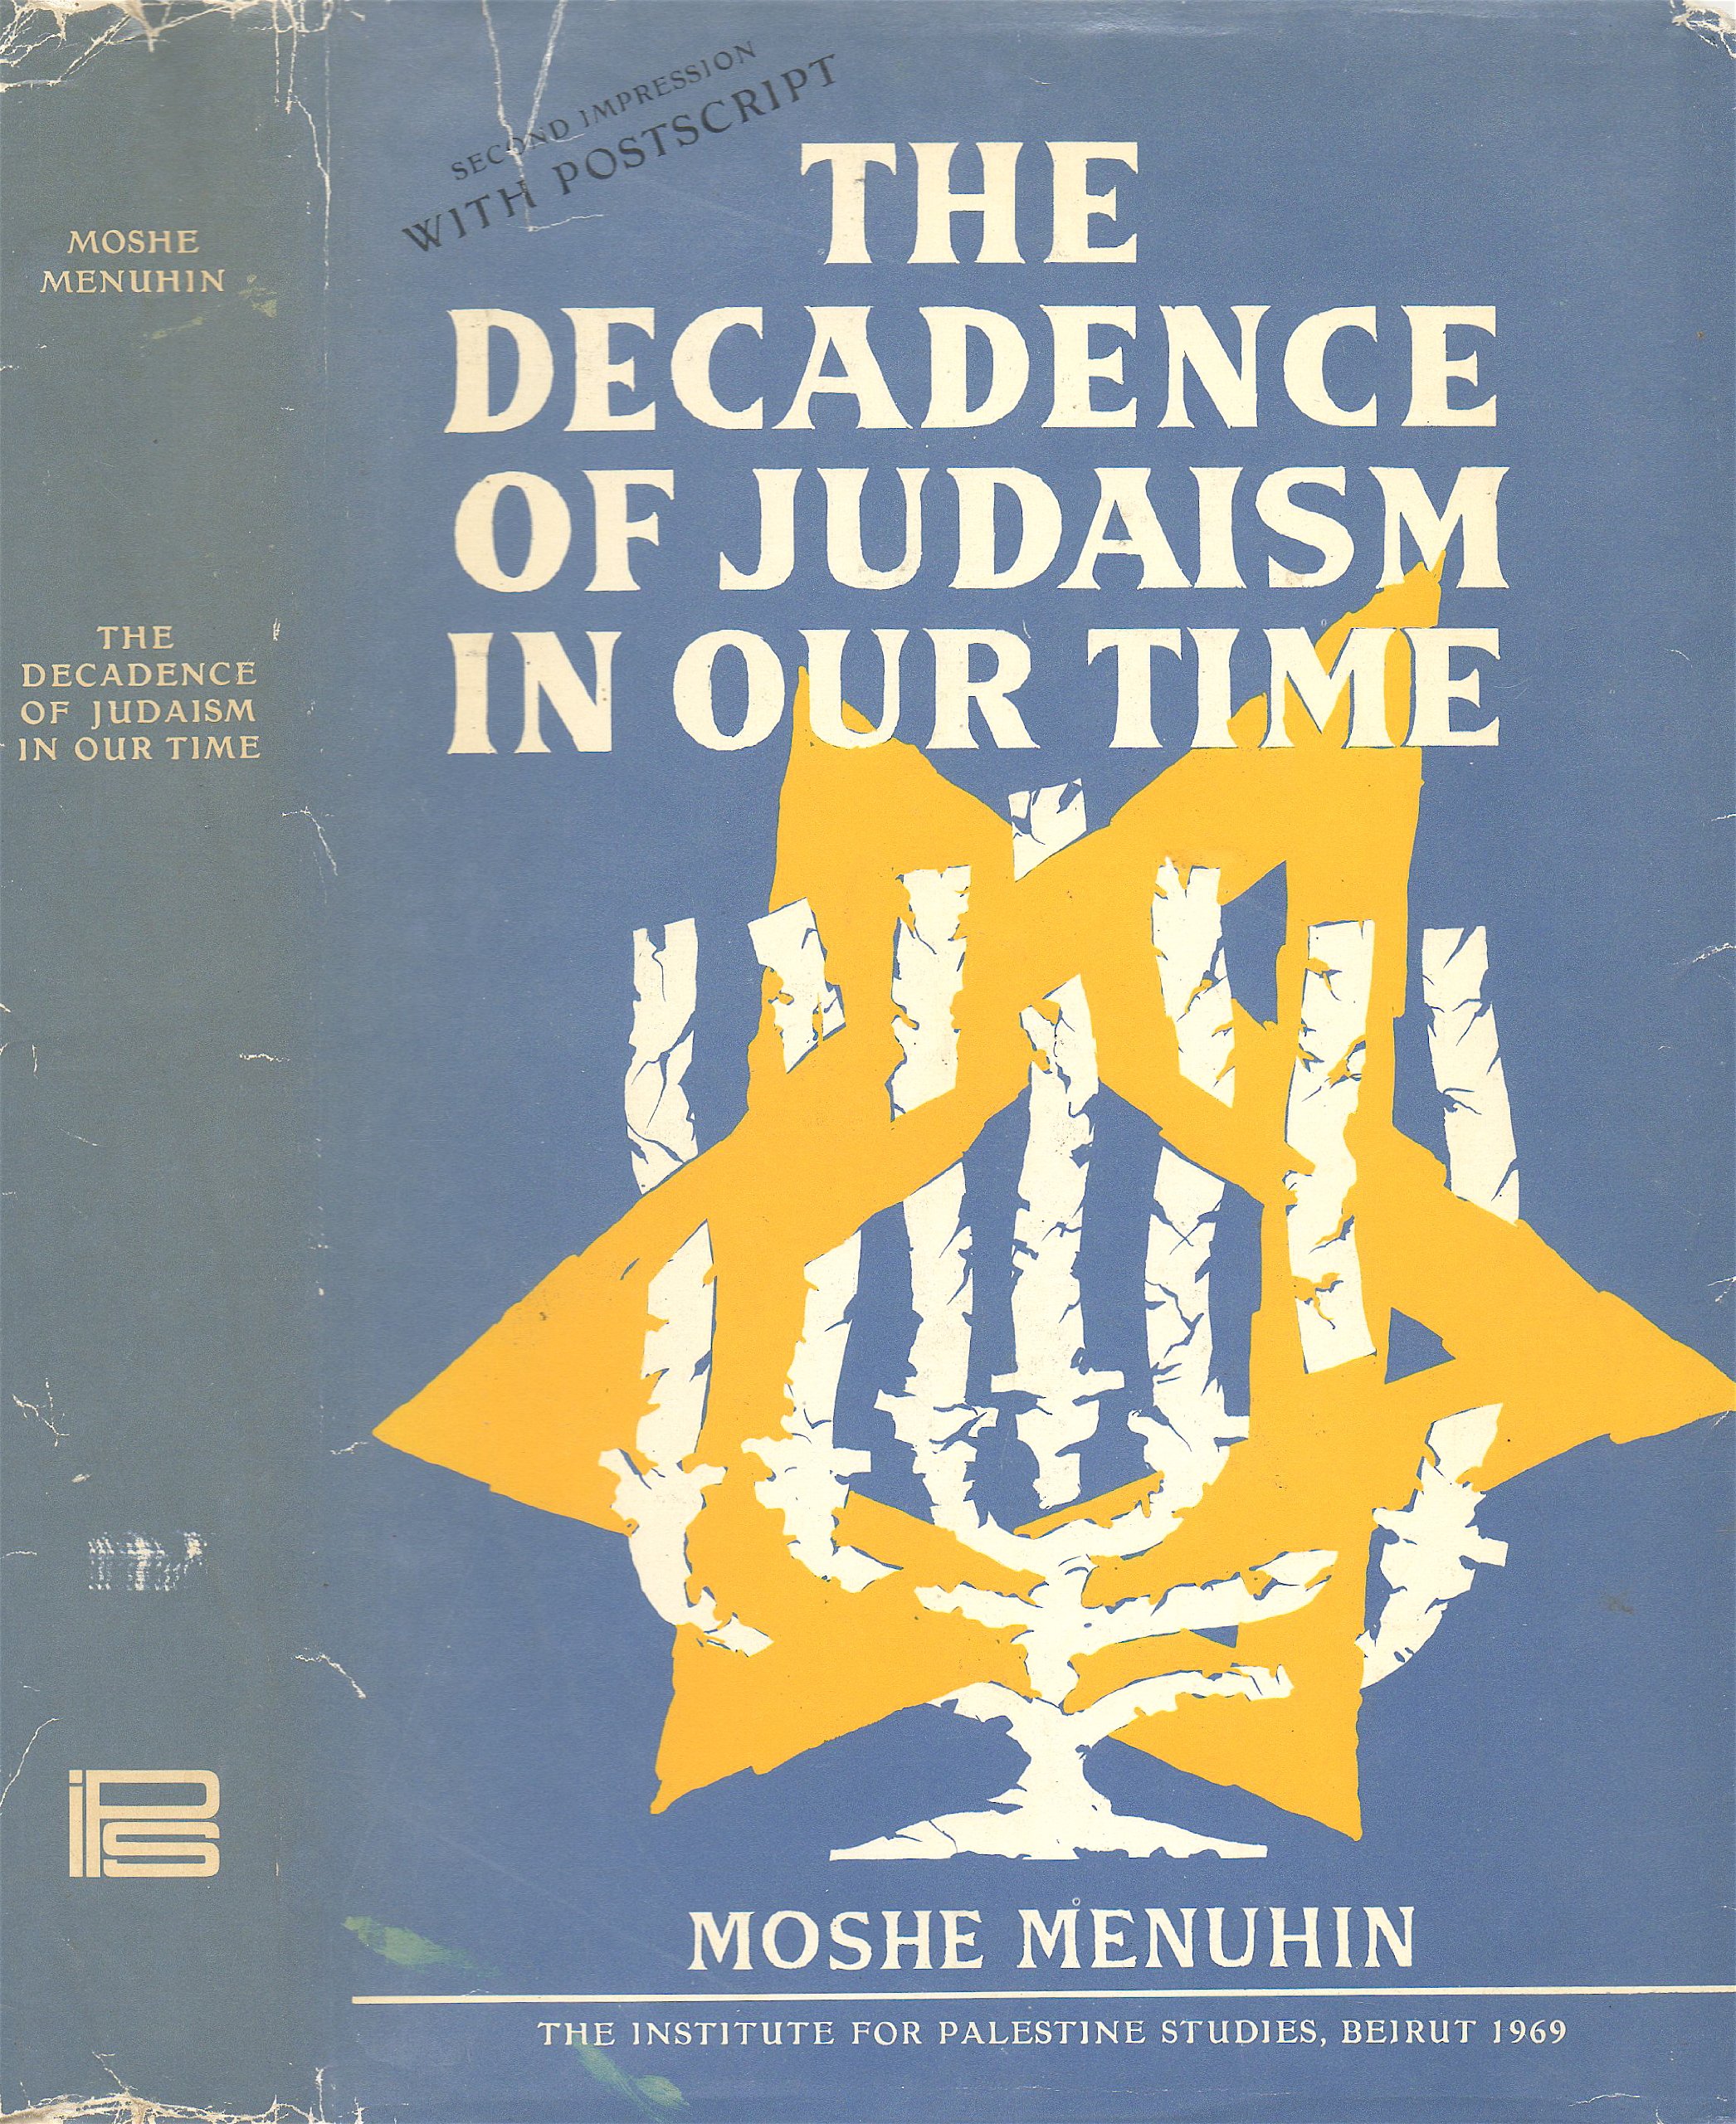 MOSHE
MENUHIN
THE
DECADENCE
OF JUDAISM
IN OUR TIME
iPS
SECOND IMPRESSION
WITH POSTSCRIPT
THE
DECADENCE
OF JUDAISM
IN OUR TIME
MOSHE MENUHIN
THE INSTITUTE FOR PALESTINE STUDIES, BEIRUT 1969